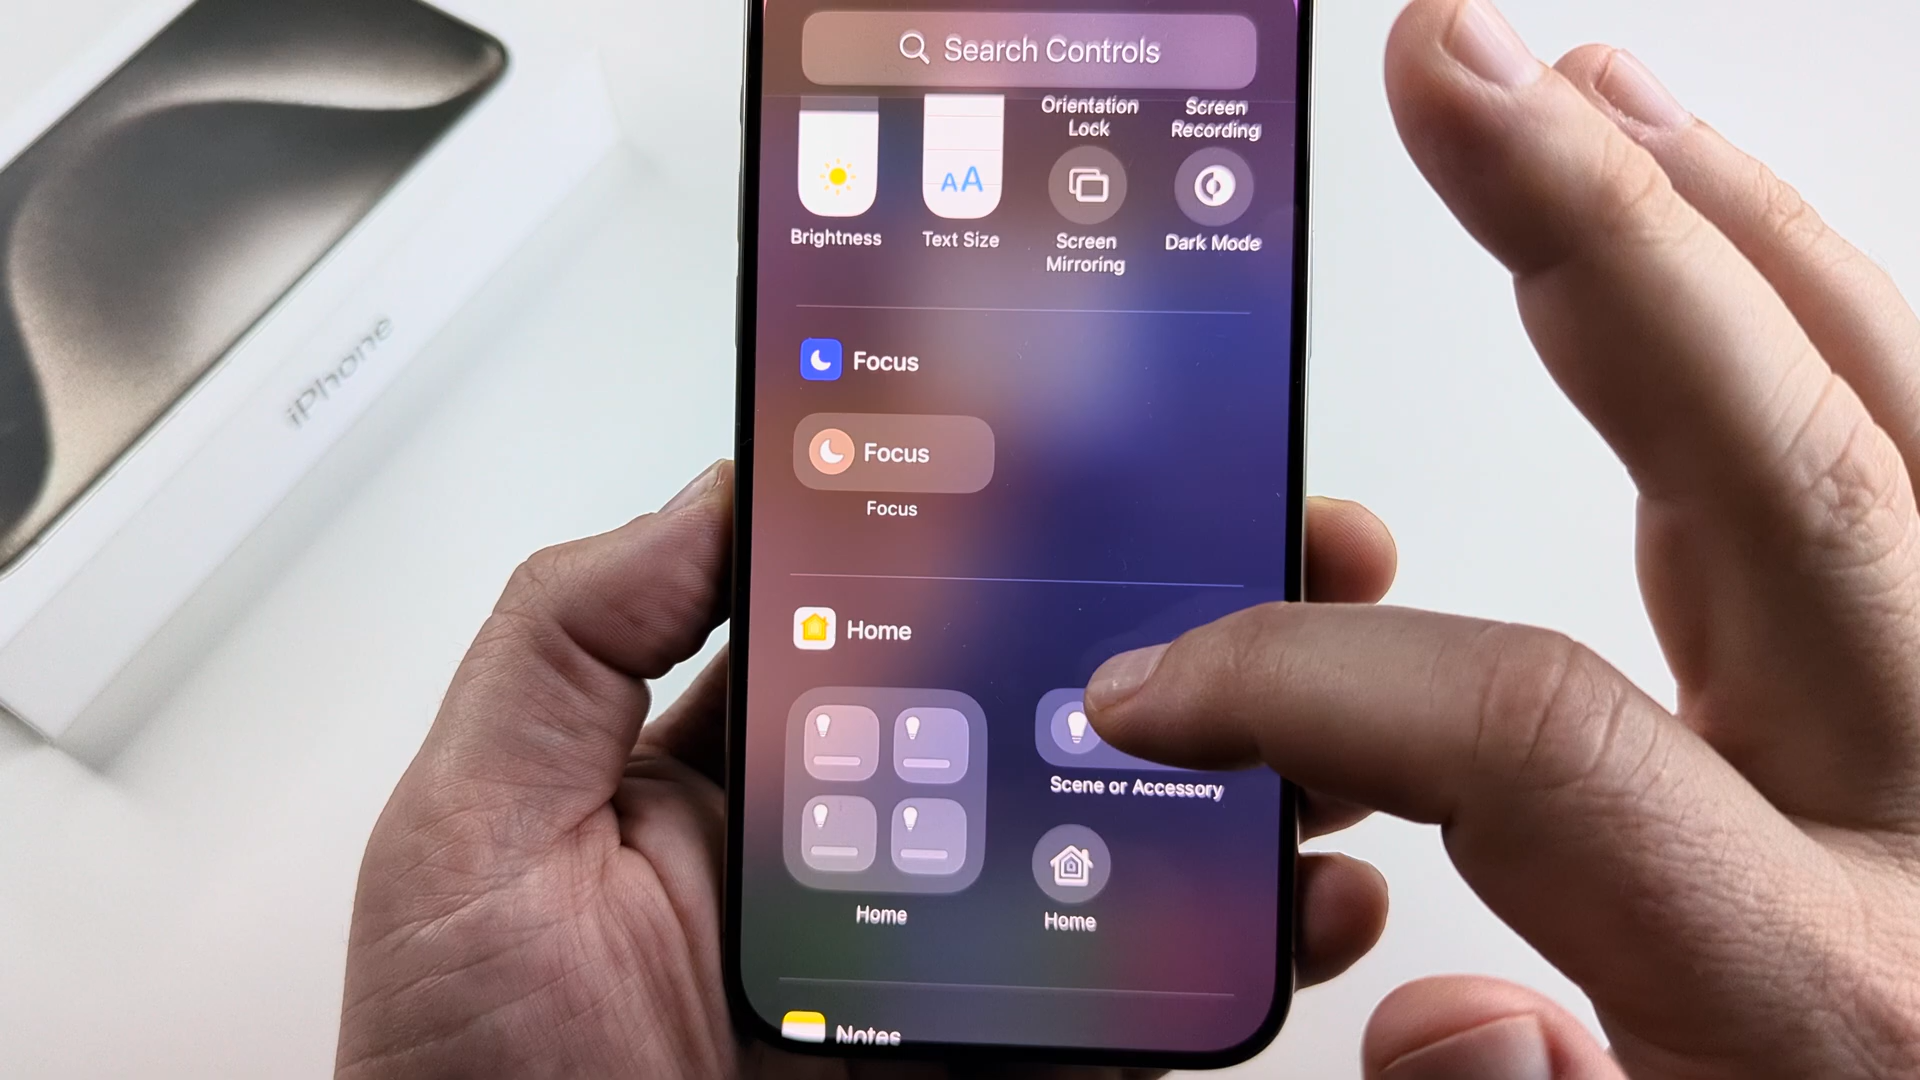 Search Controls
Orientation
Lock
Screen
Recording
AA
Brightness
Text Size
Screen
Mirroring
Dark Mode
iPhone
Focus
Focus
Focus
Home
Scene or Accessory
Home
Home
Notes